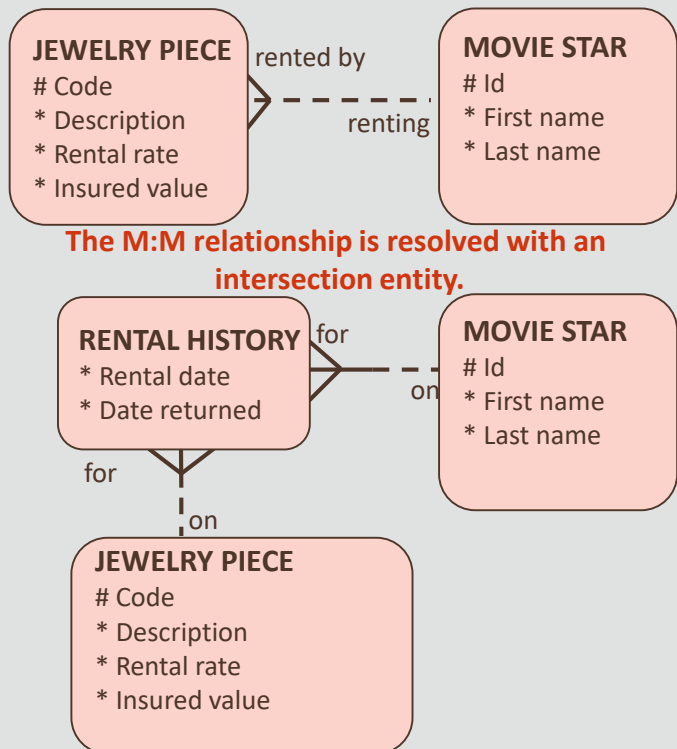 JEWELRY PIECE
# Code
* Description
* Rental rate
* Insured value
rented by
renting
MOVIE STAR
# Id
* First name
* Last name
The M:M relationship is resolved with an
intersection entity.
RENTAL HISTORY
* Rental date
* Date returned
for
on
MOVIE STAR
# Id
* First name
* Last name
for
on
JEWELRY PIECE
# Code
* Description
* Rental rate
* Insured value